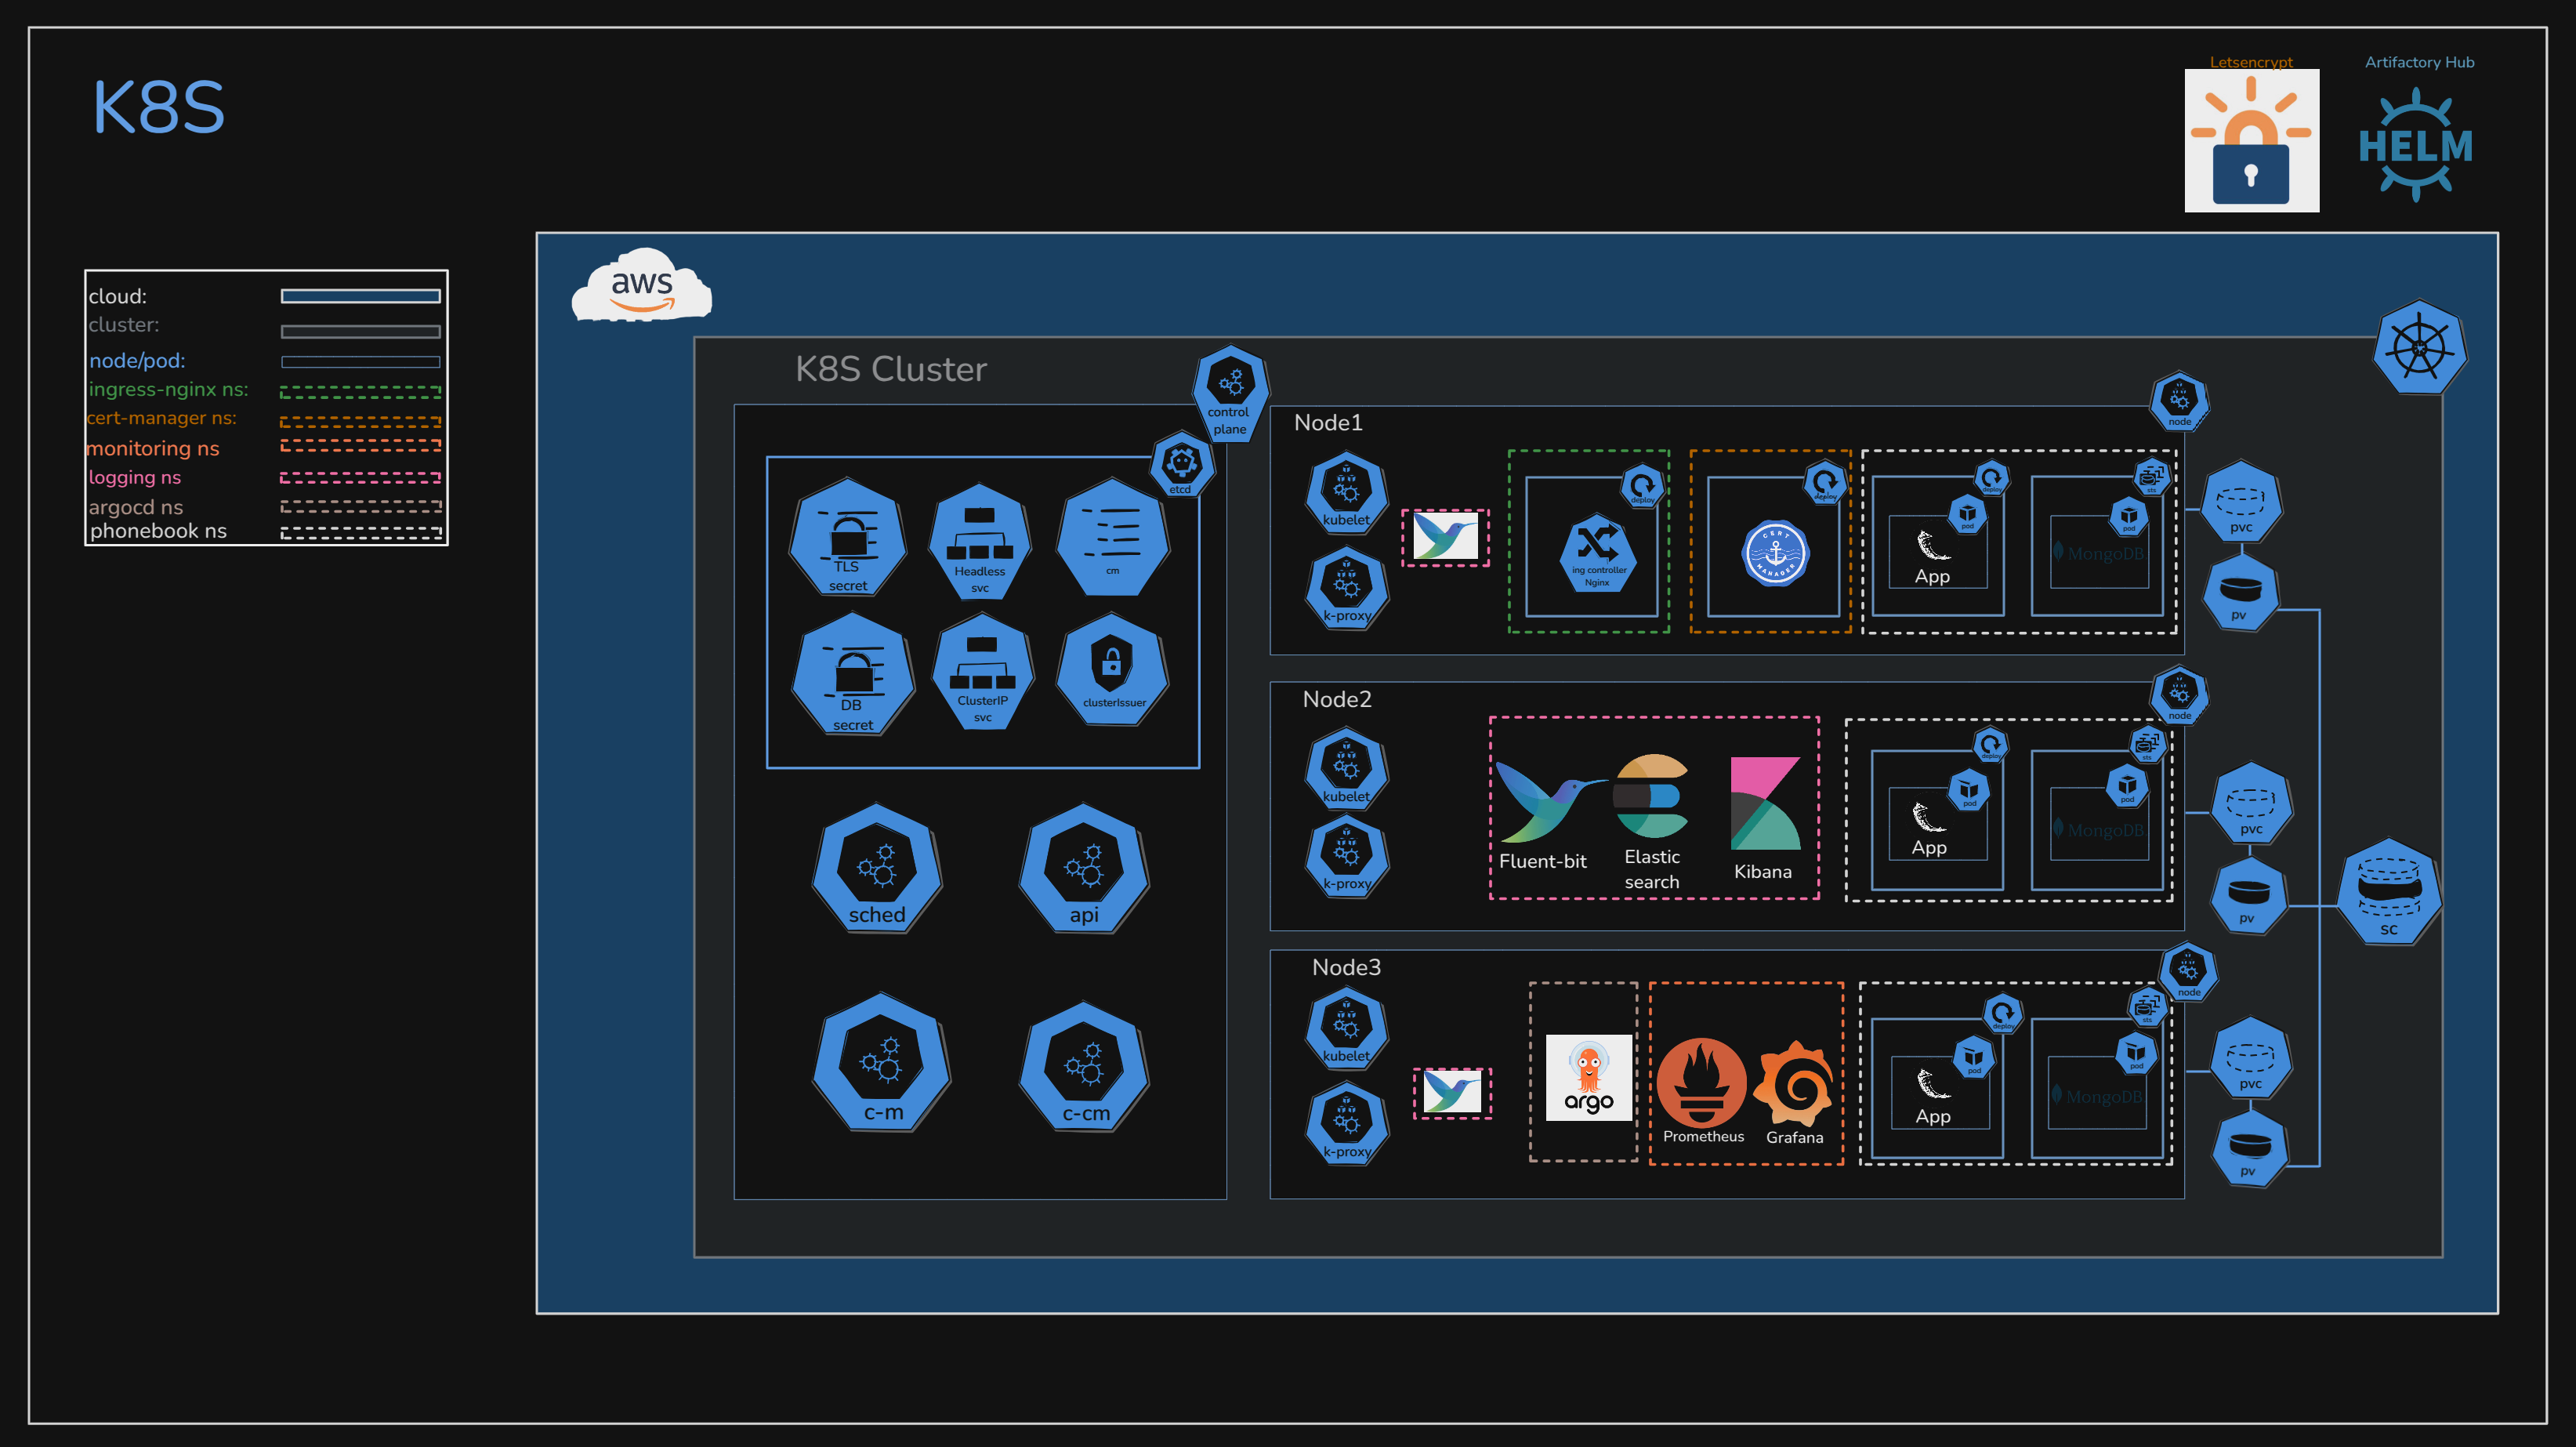 K8S
Letsencrypt
Artifactory Hub
HELM
cloud:
cluster:
node/pod:
ingress-nginx ns:
cert-manager ns:
monitoring ns
logging ns
argocd ns
phonebook ns
aws
K8S Cluster
control
plane
etcd
TLS
secret
Headless
svc
cm
DB
secret
ClusterIP
svc
clusterIssuer
sched
api
c-m
c-cm
Node1
node
kubelet
k-proxy
deploy
ing controller
Nginx
deploy
CERT
MANAGER
deploy
pod
App
sts
pod
MongoDB
pvc
pv
Node2
node
kubelet
k-proxy
Fluent-bit
Elastic
search
Kibana
deploy
pod
App
sts
pod
MongoDB
pvc
pv
sc
Node3
node
kubelet
k-proxy
argo
Prometheus
Grafana
deploy
pod
App
sts
pod
MongoDB
pvc
pv